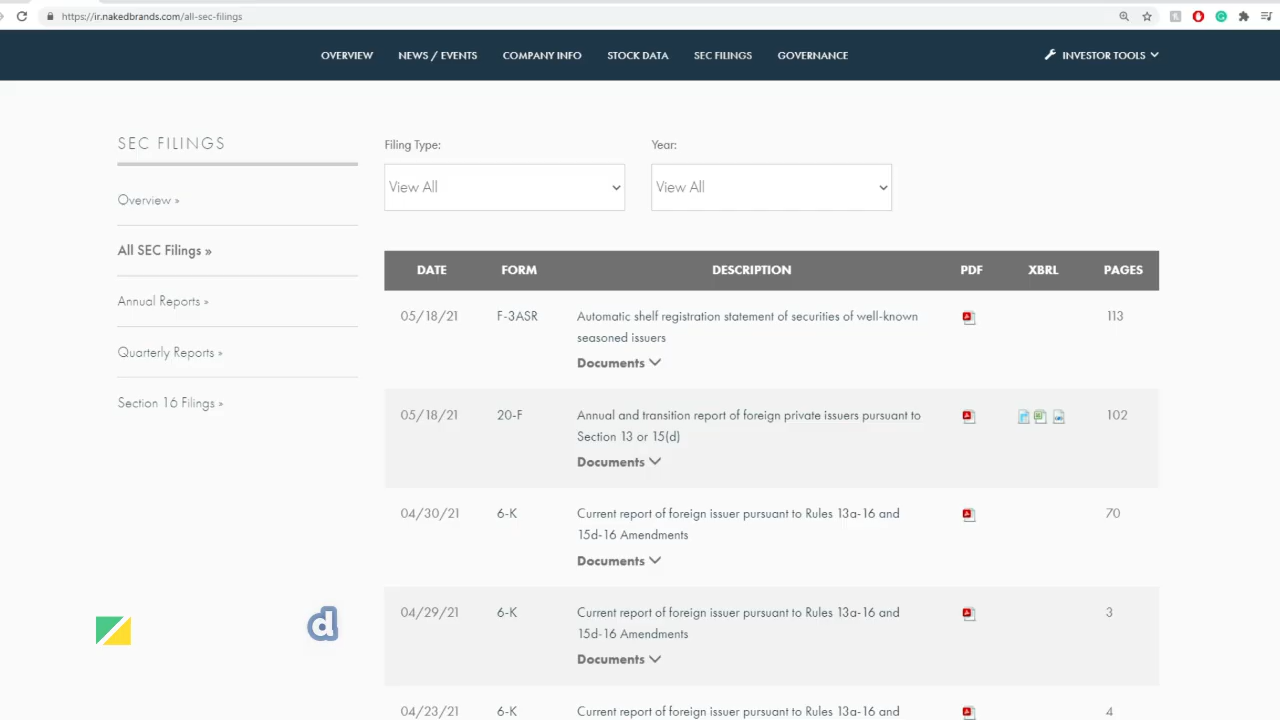 https://ir.nakedbrands.com/all-sec-filings
OVERVIEW NEWS / EVENTS COMPANY INFO STOCK DATA SEC FILINGS GOVERNANCE INVESTOR TOOLS
SEC FILINGS
Overview »
All SEC Filings »
Annual Reports »
Quarterly Reports »
Section 16 Filings »
Filing Type: Year:
View All View All
DATE FORM DESCRIPTION PDF XBRL PAGES
05/18/21 F-3ASR Automatic shelf registration statement of securities of well-known 113
seasoned issuers
Documents
05/18/21 20-F Annual and transition report of foreign private issuers pursuant to 102
Section 13 or 15(d)
Documents
04/30/21 6-K Current report of foreign issuer pursuant to Rules 13a-16 and 70
15d-16 Amendments
Documents
04/29/21 6-K Current report of foreign issuer pursuant to Rules 13a-16 and 3
15d-16 Amendments
Documents
04/23/21 6-K Current report of foreign issuer pursuant to Rules 13a-16 and 4
d